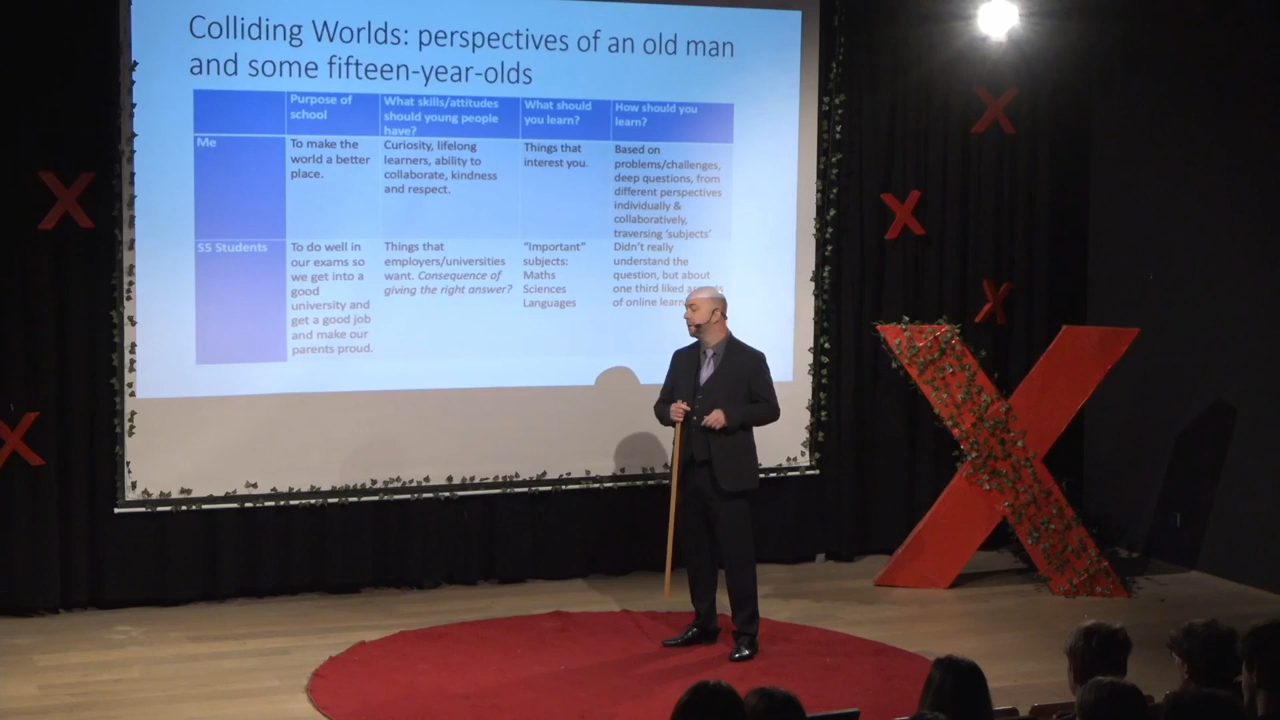 Colliding Worlds: perspectives of an old man
and some fifteen-year-olds
Purpose of
school
What skills/attitudes
should young people
have?
What should
you learn?
How should you
learn?
Me
To make the
world a better
place.
Curiosity, lifelong
learners, ability to
collaborate, kindness
and respect.
Things that
interest you.
Based on
problems/challenges,
deep questions, from
different perspectives
individually &
collaboratively,
traversing ‘subjects’
S5 Students
To do well in
our exams so
we get into a
good
university and
get a good job
and make our
parents proud.
Things that
employers/universities
want. Consequence of
giving the right answer?
“Important”
subjects:
Maths
Sciences
Languages
Didn’t really
understand the
question, but about
one third liked
of online
X
X
X
X
X
X